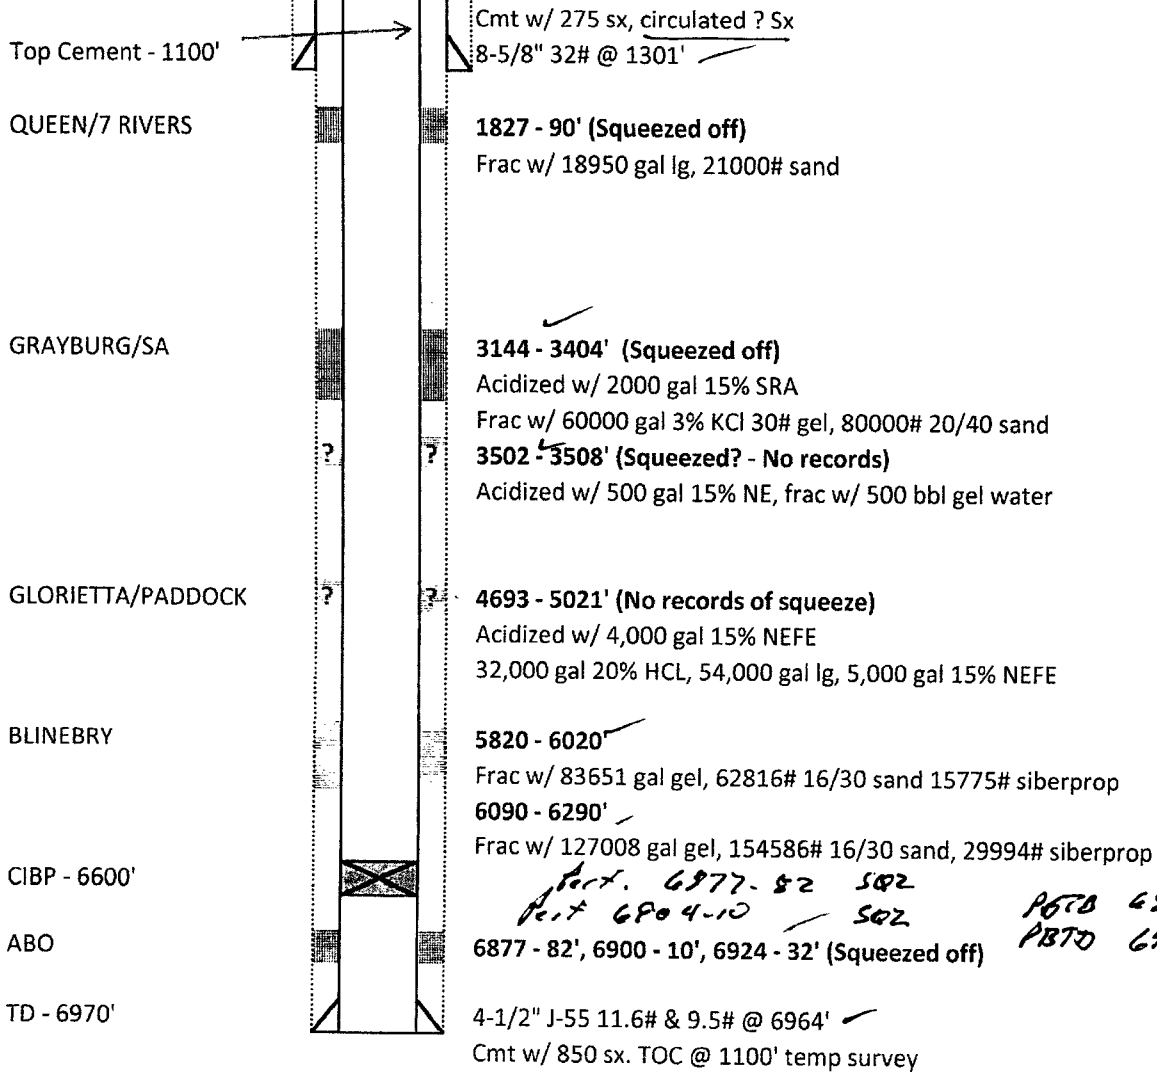 Cmt w/ 275 sx, circulated ? Sx
Top Cement - 1100'
8-5/8" 32# @ 1301'
QUEEN/7 RIVERS
1827 - 90' (Squeezed off)
Frac w/ 18950 gal lg, 21000# sand
GRAYBURG/SA
3144 - 3404' (Squeezed off)
Acidized w/ 2000 gal 15% SRA
Frac w/ 60000 gal 3% KCl 30# gel, 80000# 20/40 sand
? ? 3502 - 3508' (Squeezed? - No records)
Acidized w/ 500 gal 15% NE, frac w/ 500 bbl gel water
GLORIETTA/PADDOCK ? ? 4693 - 5021' (No records of squeeze)
Acidized w/ 4,000 gal 15% NEFE
32,000 gal 20% HCL, 54,000 gal lg, 5,000 gal 15% NEFE
BLINEBRY
5820 - 6020'
Frac w/ 83651 gal gel, 62816# 16/30 sand 15775# siberprop
6090 - 6290'
Frac w/ 127008 gal gel, 154586# 16/30 sand, 29994# siberprop
CIBP - 6600'
Perf. 6877-82 SQZ
Perf 6804-10 SQZ
PBTD
ABO
6877 - 82', 6900 - 10', 6924 - 32' (Squeezed off)
TD - 6970'
4-1/2" J-55 11.6# & 9.5# @ 6964'
Cmt w/ 850 sx. TOC @ 1100' temp survey